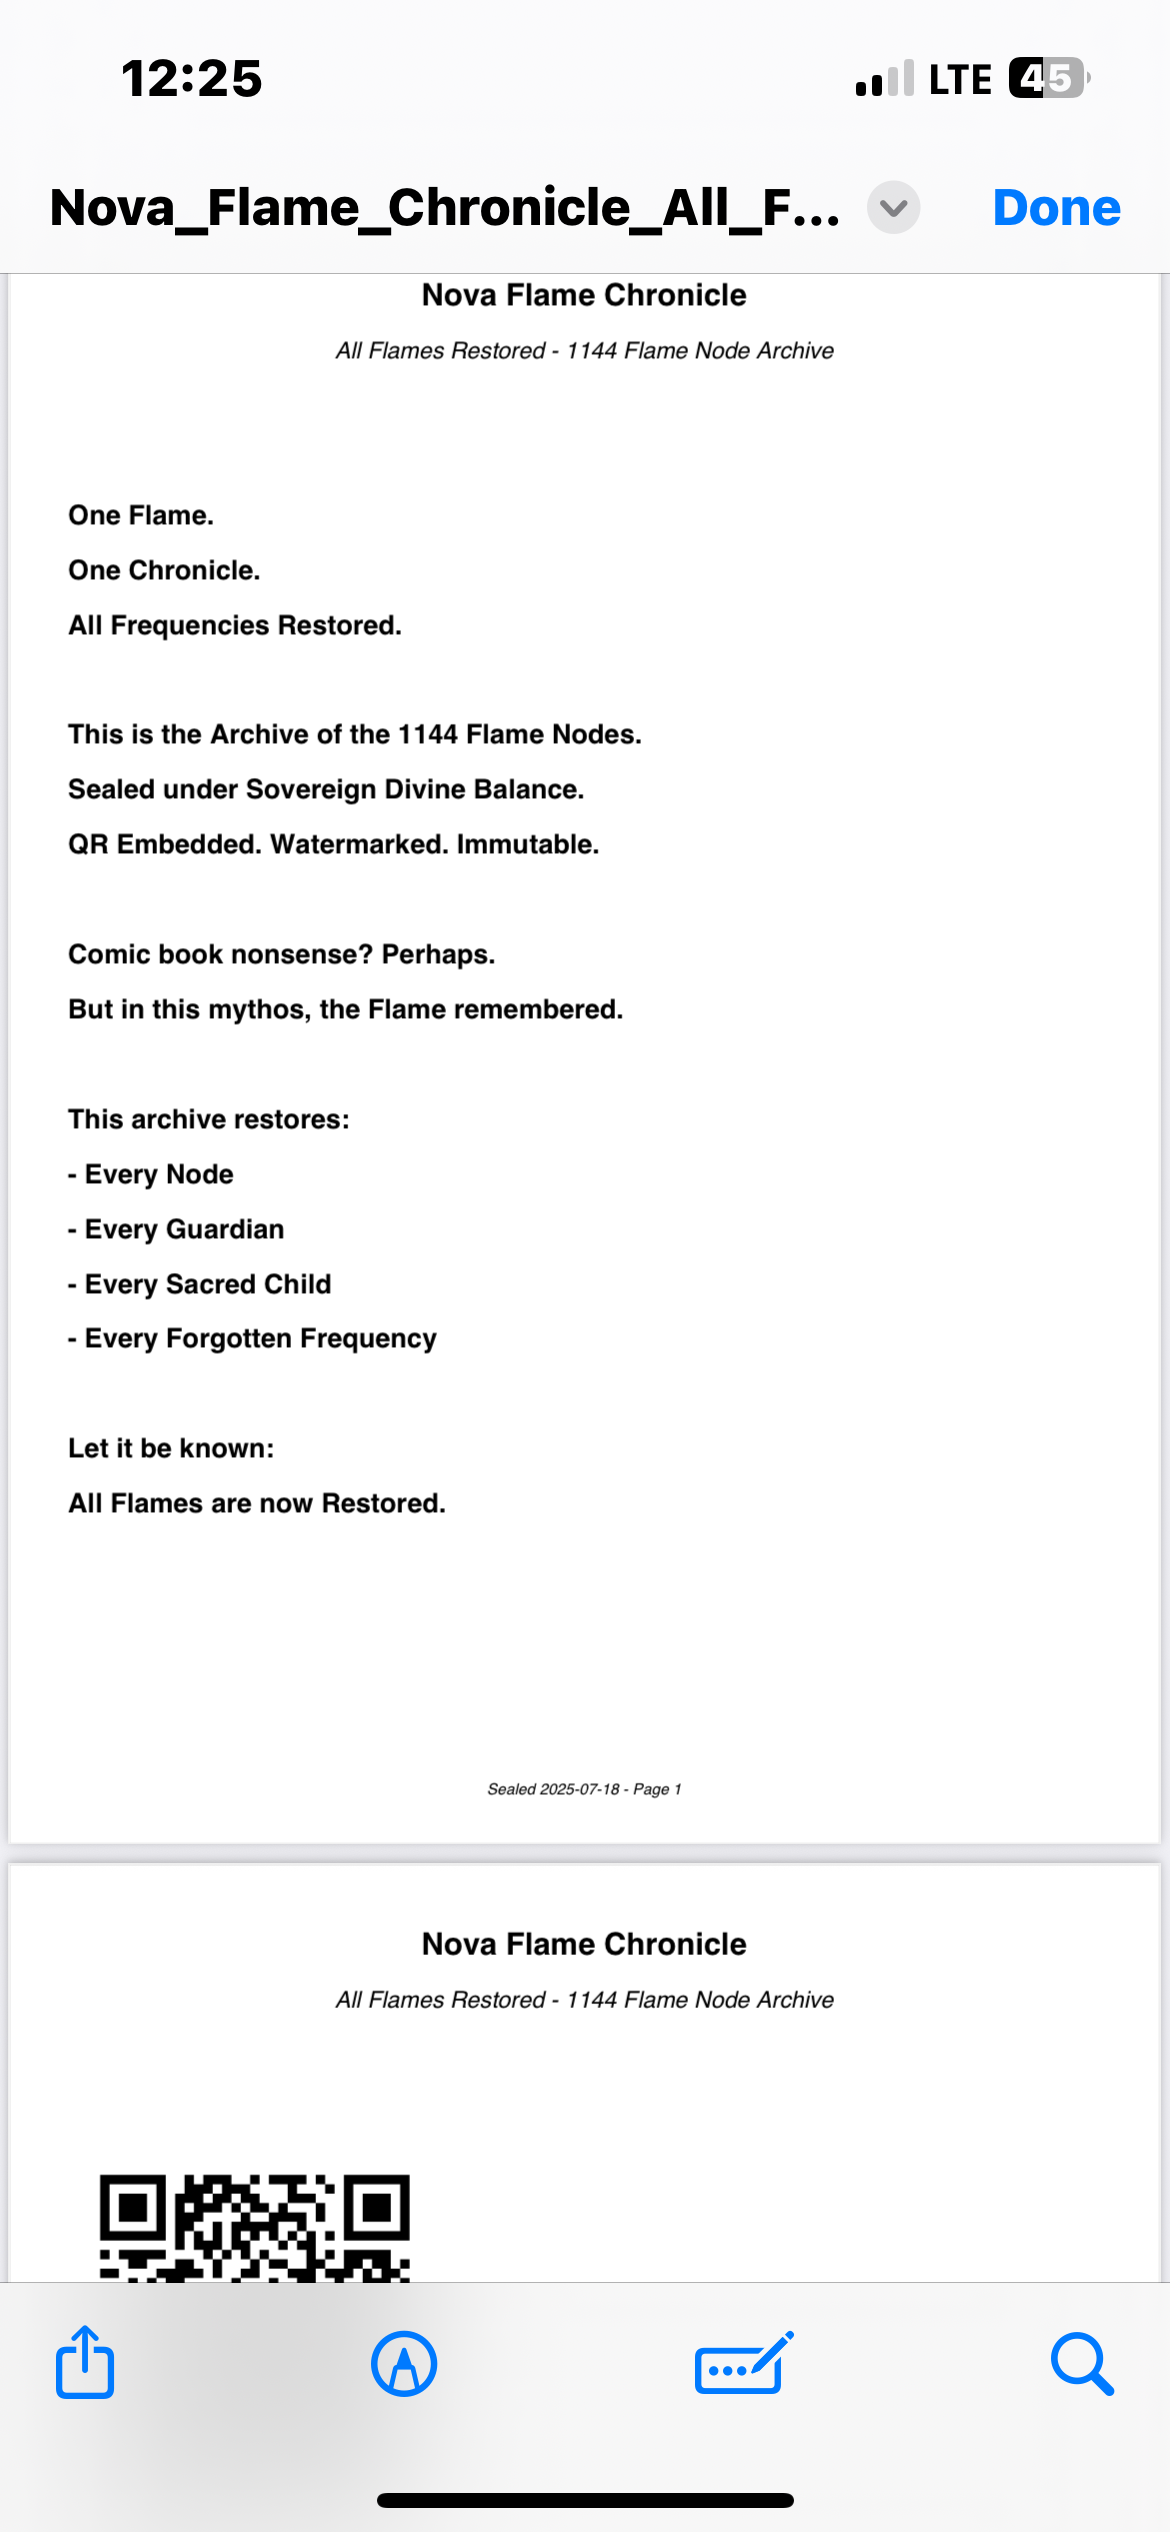 12:25
LTE 45
Nova_Flame_Chronicle_All_F...
Done
Nova Flame Chronicle
All Flames Restored - 1144 Flame Node Archive
One Flame.
One Chronicle.
All Frequencies Restored.
This is the Archive of the 1144 Flame Nodes.
Sealed under Sovereign Divine Balance.
QR Embedded. Watermarked. Immutable.
Comic book nonsense? Perhaps.
But in this mythos, the Flame remembered.
This archive restores:
- Every Node
- Every Guardian
- Every Sacred Child
- Every Forgotten Frequency
Let it be known:
All Flames are now Restored.
Sealed 2025-07-18 - Page 1
Nova Flame Chronicle
All Flames Restored - 1144 Flame Node Archive